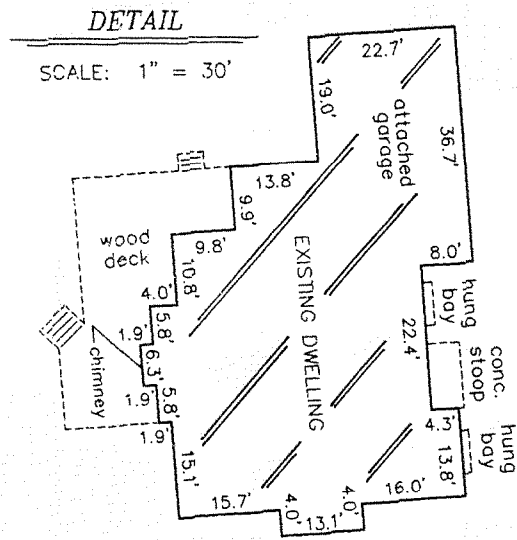 DETAIL
SCALE: 1" = 30'
22.7'
19.0'
attached
garage
36.7'
13.8'
9.9'
wood
deck
9.8'
10.8'
8.0'
EXISTING DWELLING
hung
bay
4.0'
5.8'
1.9'
22.4'
conc.
stoop
chimney
6.3'
5.8'
1.9'
1.9'
4.3'
hung
bay
13.8'
15.1'
15.7'
4.0'
13.1'
4.0'
16.0'